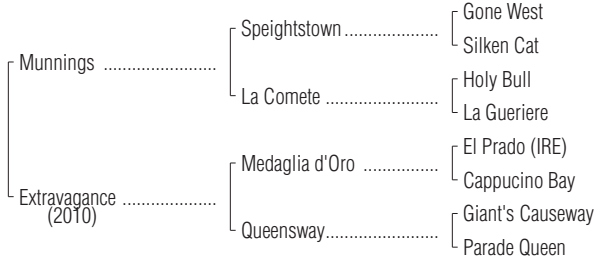 Gone West
Speightstown
Silken Cat
Munnings
Holy Bull
La Comete
La Gueriere
El Prado (IRE)
Medaglia d'Oro
Cappucino Bay
Extravagance
(2010)
Giant's Causeway
Queensway
Parade Queen